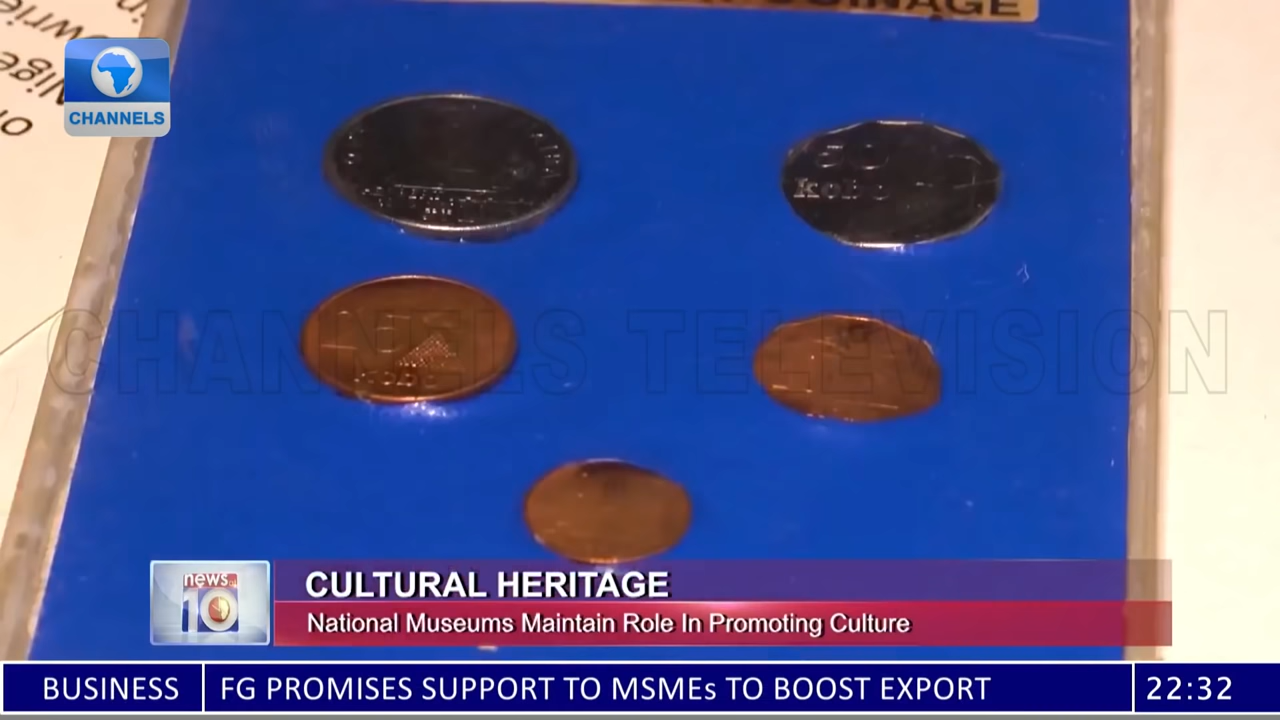 COINAGE
CHANNELS
50
kobo
25
kobo
CHANNELS TELEVISION
news
10
CULTURAL HERITAGE
National Museums Maintain Role In Promoting Culture
BUSINESS
FG PROMISES SUPPORT TO MSMEs TO BOOST EXPORT
22:32